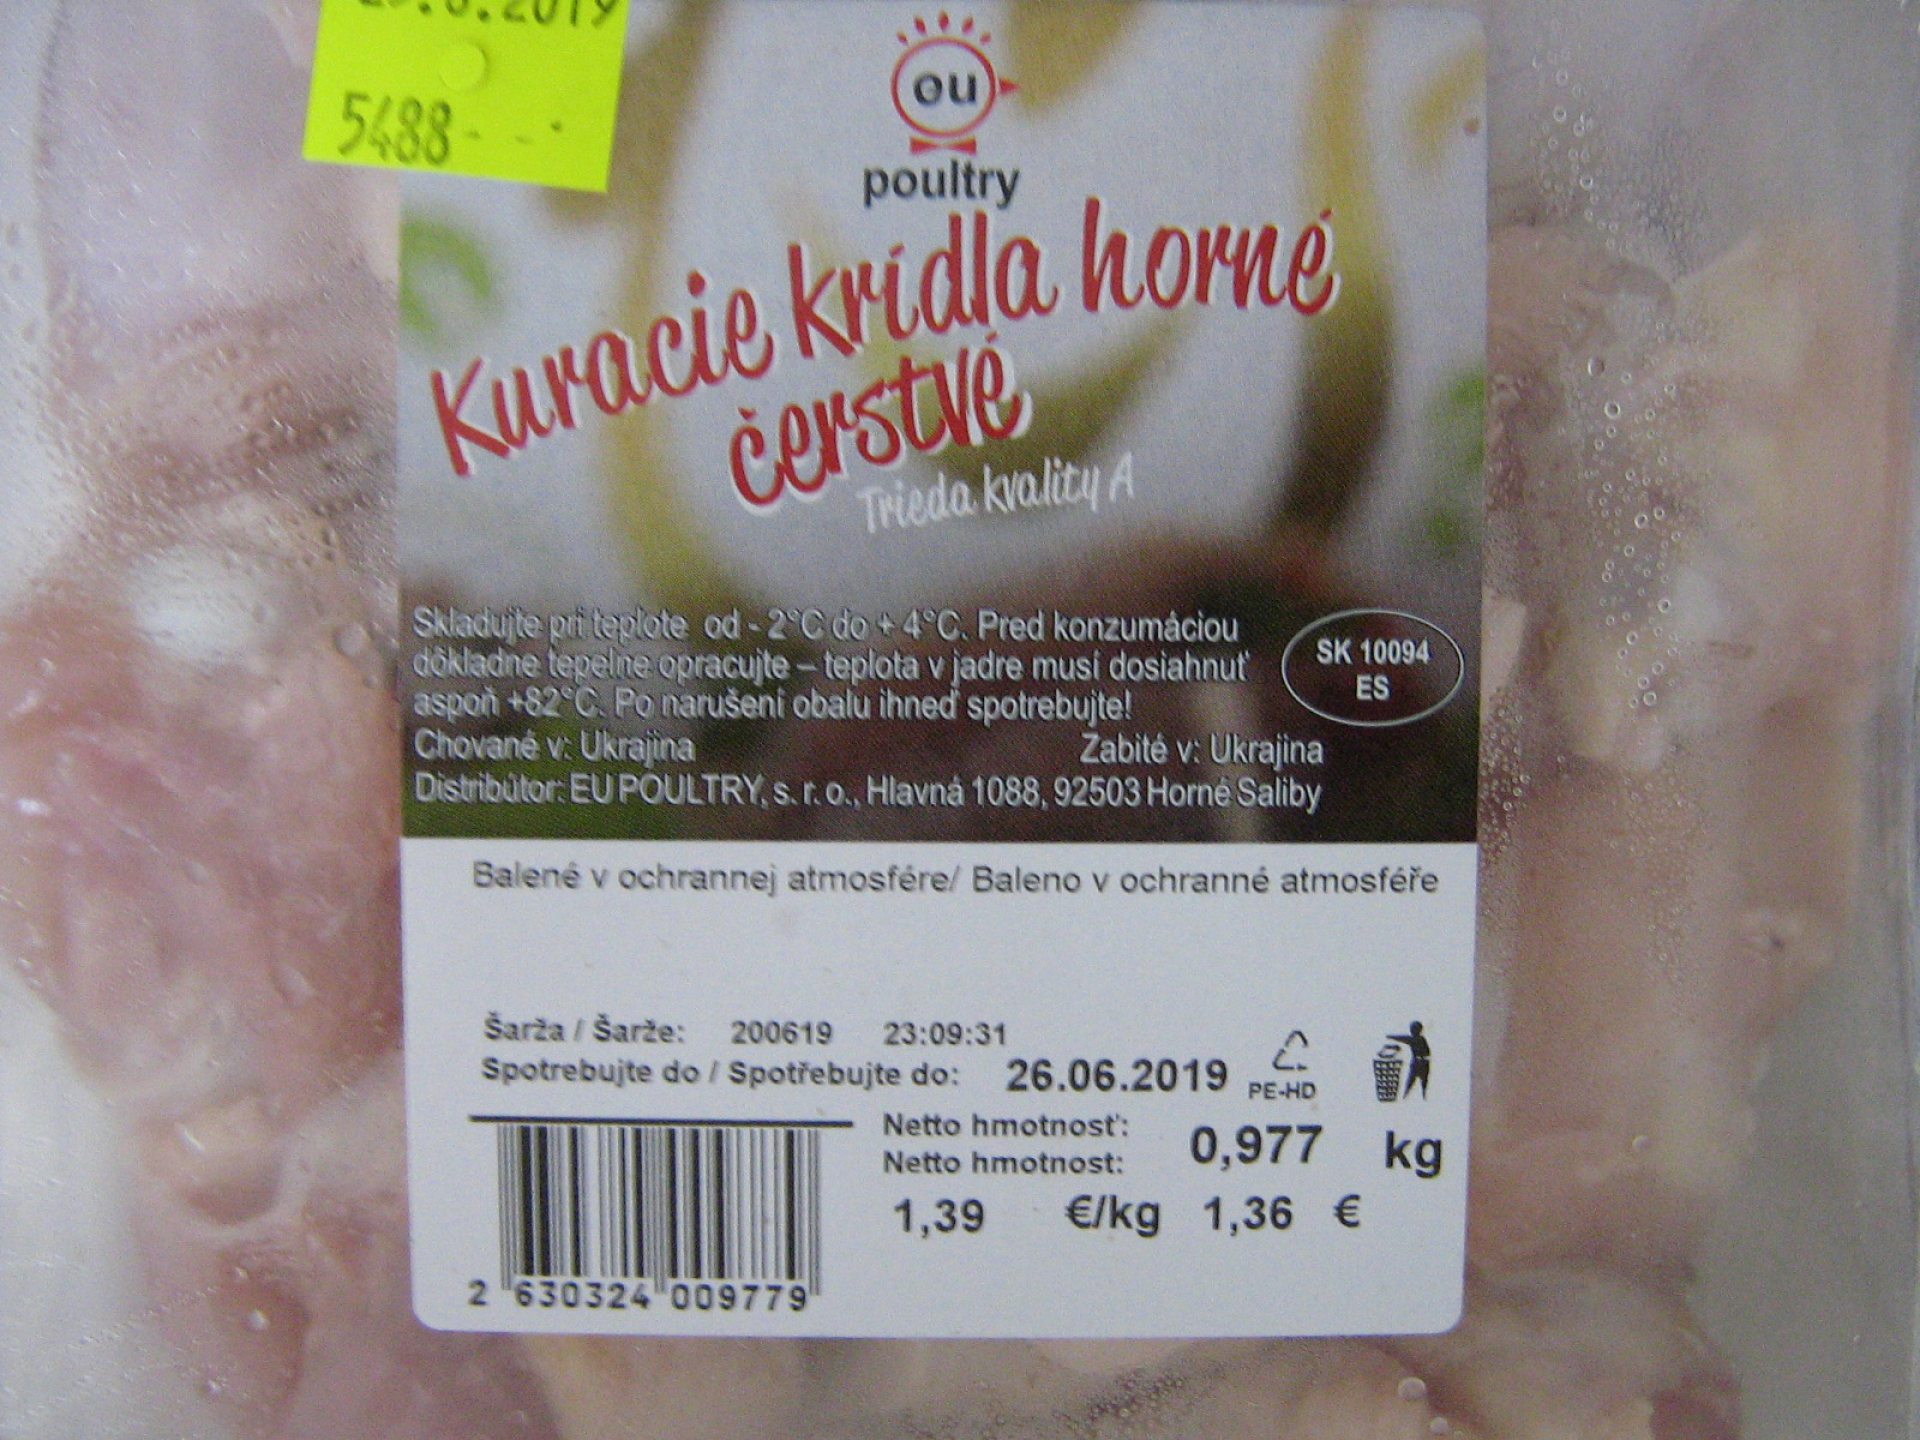 .6.2019
5488
ou
poultry
Kuracie krídla horné
čerstvé
Trieda kvality A
Skladujte pri teplote od - 2°C do + 4°C. Pred konzumáciou
dôkladne tepelne opracujte – teplota v jadre musí dosiahnuť
aspoň +82°C. Po narušení obalu ihneď spotrebujte!
SK 10094
ES
Chované v: Ukrajina Zabité v: Ukrajina
Distribútor: EU POULTRY, s. r. o., Hlavná 1088, 92503 Horné Saliby
Balené v ochrannej atmosfére/ Baleno v ochranné atmosféře
Šarža / Šarže: 200619 23:09:31
Spotrebujte do / Spotřebujte do: 26.06.2019
PE-HD
Netto hmotnosť:
Netto hmotnost: 0,977 kg
1,39 €/kg 1,36 €
2 630324 009779